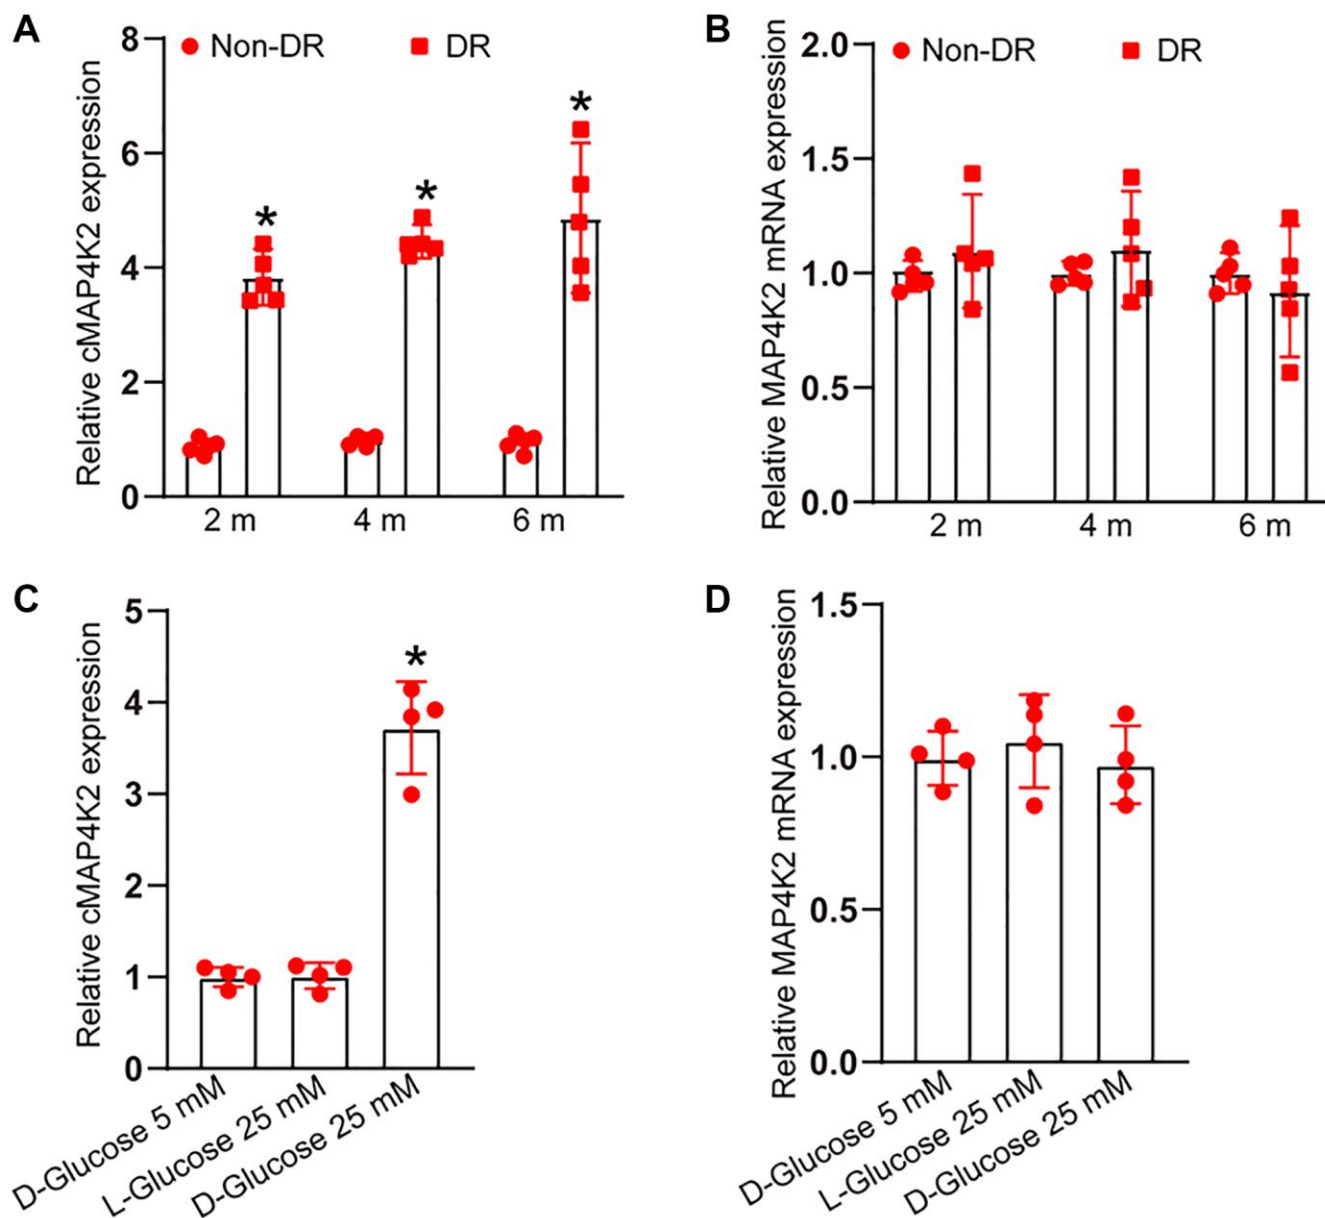 A
Relative cMAP4K2 expression
Non-DR
DR
8
6
4
2
0
*
*
*
2 m
4 m
6 m
B
Relative MAP4K2 mRNA expression
Non-DR
DR
2.0
1.5
1.0
0.5
0.0
2 m
4 m
6 m
C
Relative cMAP4K2 expression
5
4
3
2
1
0
*
D-Glucose 5 mM
L-Glucose 25 mM
D-Glucose 25 mM
D
Relative MAP4K2 mRNA expression
1.5
1.0
0.5
0.0
D-Glucose 5 mM
L-Glucose 25 mM
D-Glucose 25 mM